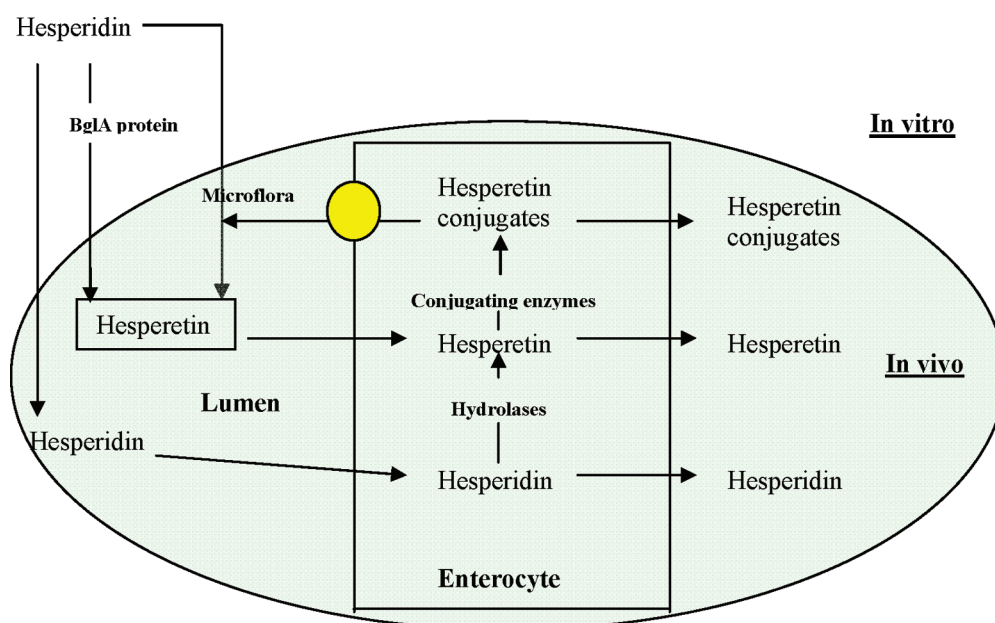 Hesperidin
BglA protein
In vitro
Microflora
Hesperetin
conjugates
Hesperetin
conjugates
Conjugating enzymes
Hesperetin
Hesperetin
Hesperetin
In vivo
Lumen
Hydrolases
Hesperidin
Hesperidin
Hesperidin
Enterocyte